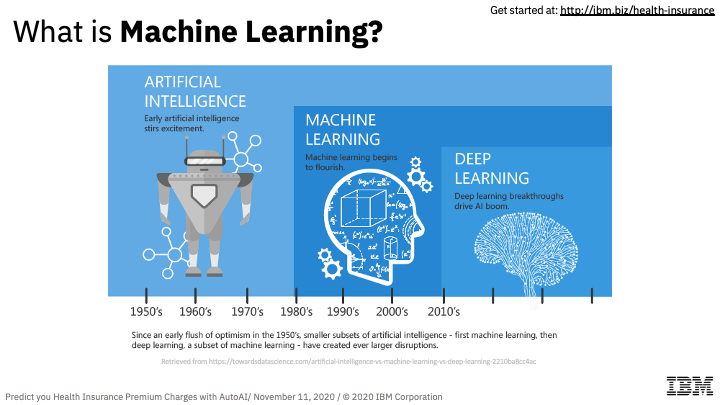 Get started at: http://ibm.biz/health-insurance
What is Machine Learning?
ARTIFICIAL
INTELLIGENCE
Early artificial intelligence
stirs excitement.
MACHINE
LEARNING
Machine learning begins
to flourish.
DEEP
LEARNING
Deep learning breakthroughs
drive AI boom.
1950's 1960's 1970's 1980's 1990's 2000's 2010's
Since an early flush of optimism in the 1950's, smaller subsets of artificial intelligence - first machine learning, then
deep learning, a subset of machine learning - have created ever larger disruptions.
Retrieved from https://towardsdatascience.com/artificial-intelligence-vs-machine-learning-vs-deep-learning-2210ba8cc4ac
IBM
Predict you Health Insurance Premium Charges with AutoAI/ November 11, 2020 / © 2020 IBM Corporation